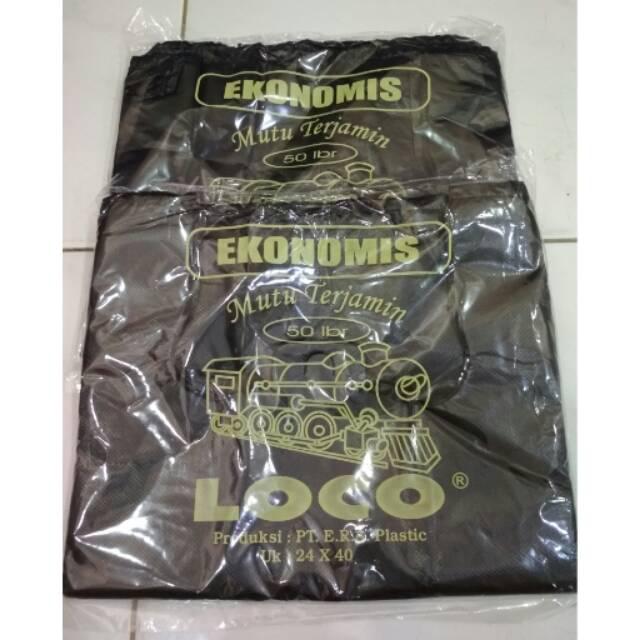 EKONOMIS
Mutu Terjamin
50 lbr
EKONOMIS
Mutu Terjamin
50 lbr
LOCO ®
Produksi : PT. Plastic
Uk : 24 X 40